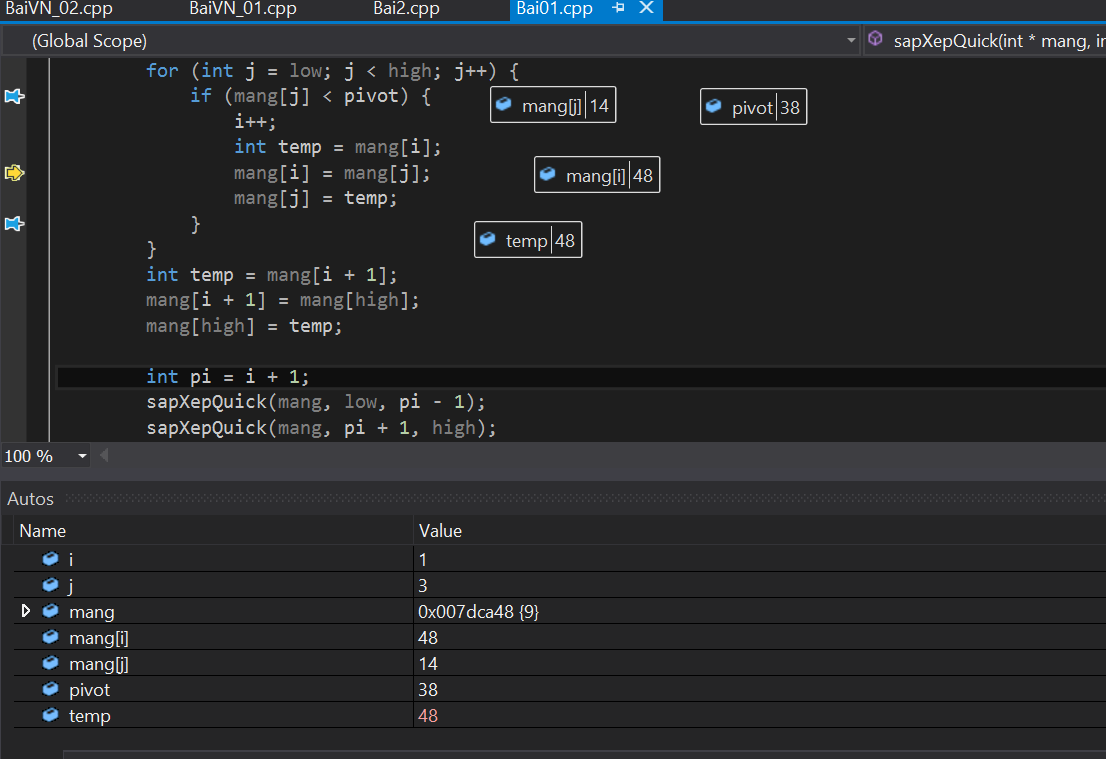 BaiVN_02.cpp BaiVN_01.cpp Bai2.cpp Bai01.cpp
(Global Scope) sapXepQuick(int * mang, in
for (int j = low; j < high; j++) {
if (mang[j] < pivot) { mang[j] 14 pivot 38
i++;
int temp = mang[i];
mang[i] = mang[j]; mang[i] 48
mang[j] = temp;
}
temp 48
}
int temp = mang[i + 1];
mang[i + 1] = mang[high];
mang[high] = temp;
int pi = i + 1;
sapXepQuick(mang, low, pi - 1);
sapXepQuick(mang, pi + 1, high);
100 %
Autos
Name Value
i 1
j 3
mang 0x007dca48 {9}
mang[i] 48
mang[j] 14
pivot 38
temp 48